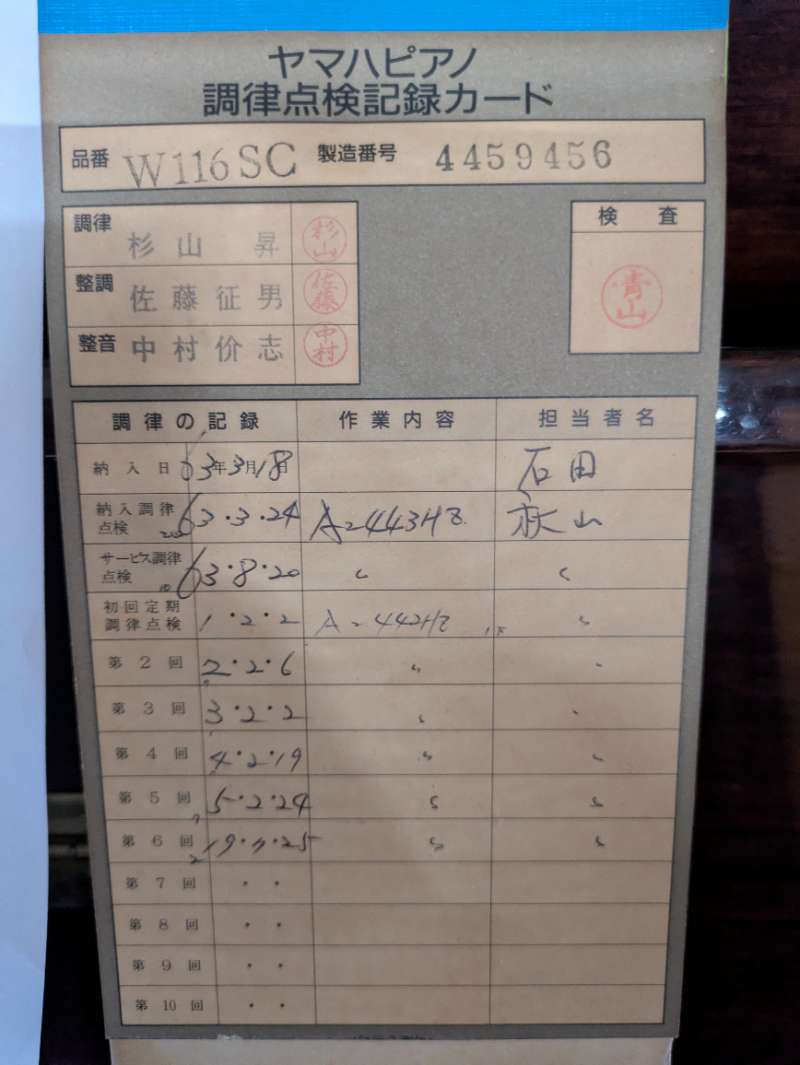 ヤマハピアノ
調律点検記録カード
品番 W116SC 製造番号 4459456
調律 杉山 昇 杉山
整調 佐藤征男 佐藤
整音 中村价志 中村
検査
青山
調律の記録 作業内容 担当者名
納入日 63年3月18日 石田
納入調律点検 63・3・24 A=443HZ 秋山
サービス調律点検 63・8・20 〃 〃
初回定期調律点検 1・2・2 A=442HZ 〃
第2回 2・2・6 〃 〃
第3回 3・2・2 〃 〃
第4回 4・2・19 〃 〃
第5回 5・2・24 〃 〃
第6回 19・7・25 〃 〃
第7回 ・・
第8回 ・・
第9回 ・・
第10回 ・・